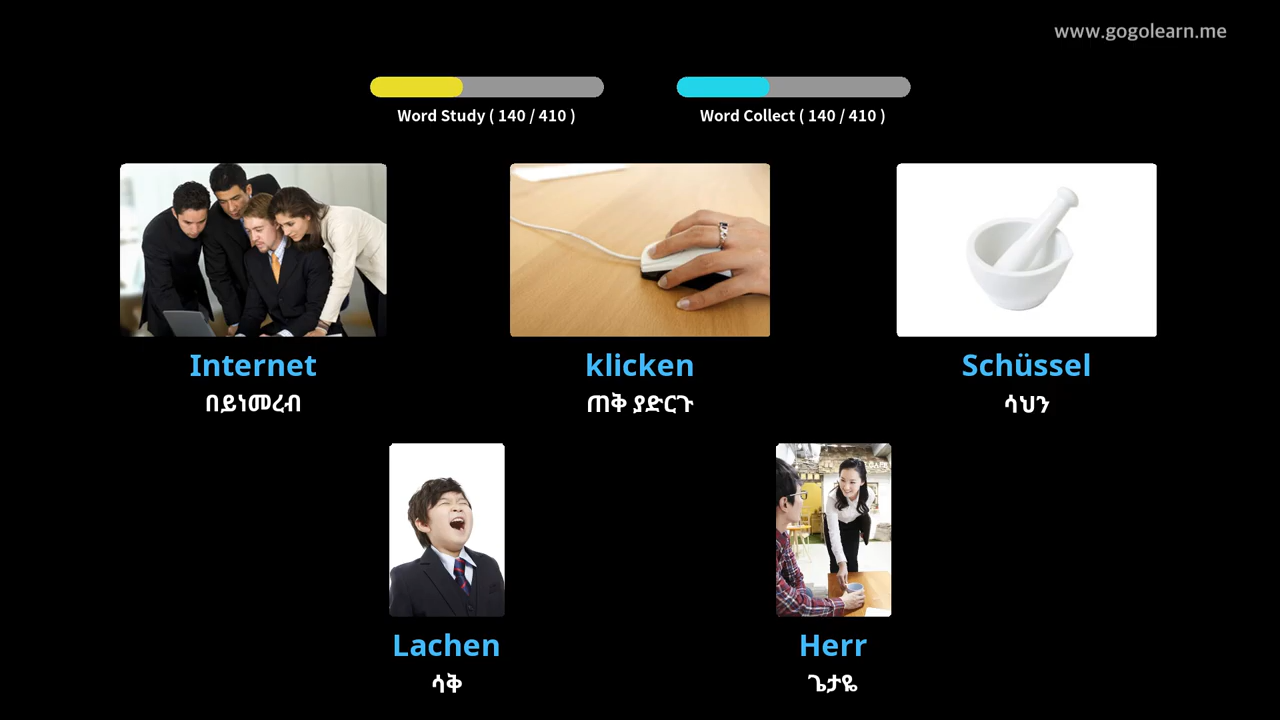 www.gogolearn.me
Word Study ( 140 / 410 )
Word Collect ( 140 / 410 )
Internet
በይነመረብ
klicken
ጠቅ ያድርጉ
Schüssel
ሳህን
Lachen
ሳቅ
Herr
ጌታዬ